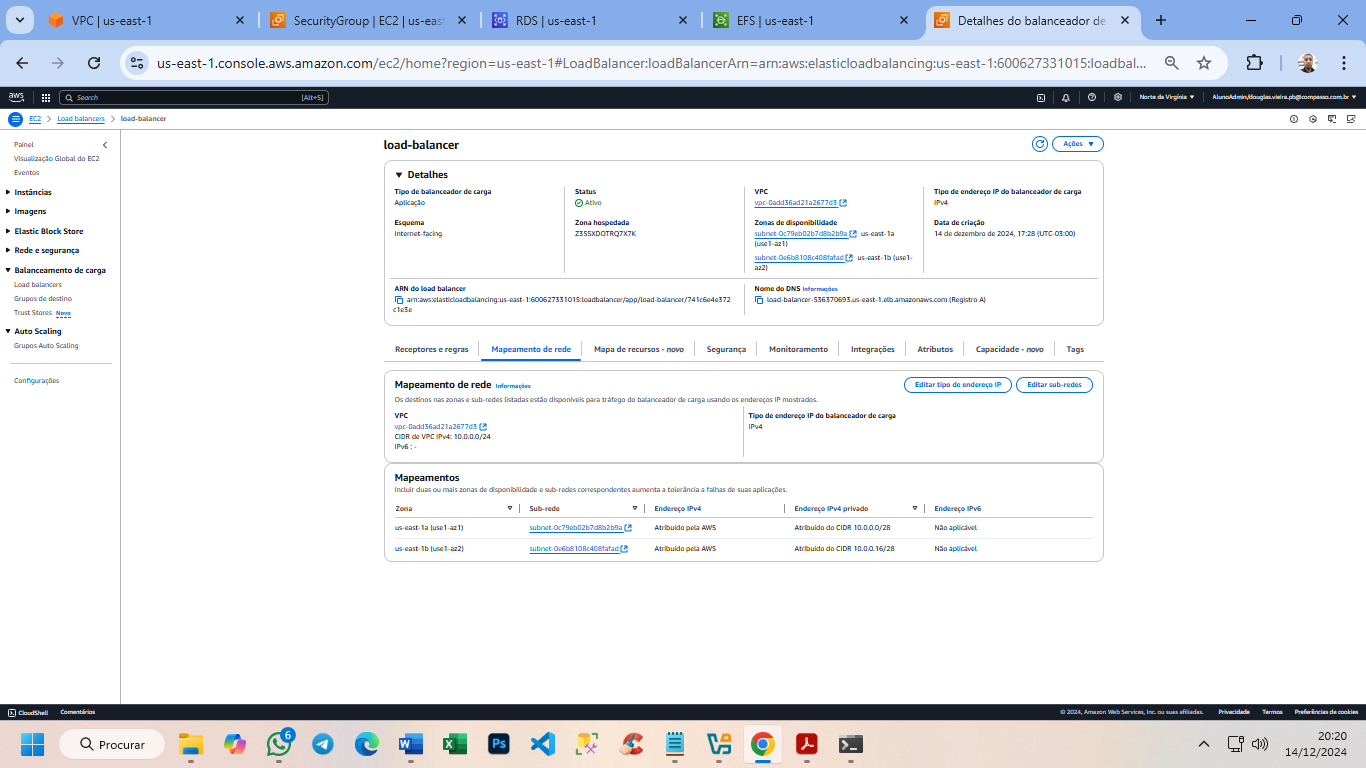 VPC | us-east-1
SecurityGroup | EC2 | us-eas
RDS | us-east-1
EFS | us-east-1
Detalhes do balanceador de
us-east-1.console.aws.amazon.com/ec2/home?region=us-east-1#LoadBalancer:loadBalancerArn=arn:aws:elasticloadbalancing:us-east-1:600627331015:loadbal...
aws
Search
[Alt+S]
Norte da Virgínia
AlunoAdmin/douglas.vieira.pb@compasso.com.br
EC2
Load balancers
load-balancer
Painel
Visualização Global do EC2
Eventos
Instâncias
Imagens
Elastic Block Store
Rede e segurança
Balanceamento de carga
Load balancers
Grupos de destino
Trust Stores Novo
Auto Scaling
Grupos Auto Scaling
Configurações
load-balancer
Ações
Detalhes
Tipo de balanceador de carga
Aplicação
Status
Ativo
VPC
vpc-0add36ad21a2677d3
Tipo de endereço IP do balanceador de carga
IPv4
Esquema
Internet-facing
Zona hospedada
Z35SXDOTRQ7X7K
Zonas de disponibilidade
subnet-0c79eb02b7d8b2b9a us-east-1a
(use1-az1)
subnet-0e6b8108c408fafad us-east-1b (use1-
az2)
Data de criação
14 de dezembro de 2024, 17:28 (UTC-03:00)
ARN do load balancer
arn:aws:elasticloadbalancing:us-east-1:600627331015:loadbalancer/app/load-balancer/741c6e4e372
c1e3e
Nome do DNS Informações
load-balancer-536370693.us-east-1.elb.amazonaws.com (Registro A)
Receptores e regras
Mapeamento de rede
Mapa de recursos - novo
Segurança
Monitoramento
Integrações
Atributos
Capacidade - novo
Tags
Mapeamento de rede Informações
Editar tipo de endereço IP
Editar sub-redes
Os destinos nas zonas e sub-redes listadas estão disponíveis para tráfego do balanceador de carga usando os endereços IP mostrados.
VPC
vpc-0add36ad21a2677d3
CIDR de VPC IPv4: 10.0.0.0/24
IPv6 : -
Tipo de endereço IP do balanceador de carga
IPv4
Mapeamentos
Incluir duas ou mais zonas de disponibilidade e sub-redes correspondentes aumenta a tolerância a falhas de suas aplicações.
Zona
Sub-rede
Endereço IPv4
Endereço IPv4 privado
Endereço IPv6
us-east-1a (use1-az1)
subnet-0c79eb02b7d8b2b9a
Atribuído pela AWS
Atribuído do CIDR 10.0.0.0/28
Não aplicável
us-east-1b (use1-az2)
subnet-0e6b8108c408fafad
Atribuído pela AWS
Atribuído do CIDR 10.0.0.16/28
Não aplicável
CloudShell
Comentários
© 2024, Amazon Web Services, Inc. ou suas afiliadas.
Privacidade
Termos
Preferências de cookies
Procurar
6
20:20
14/12/2024